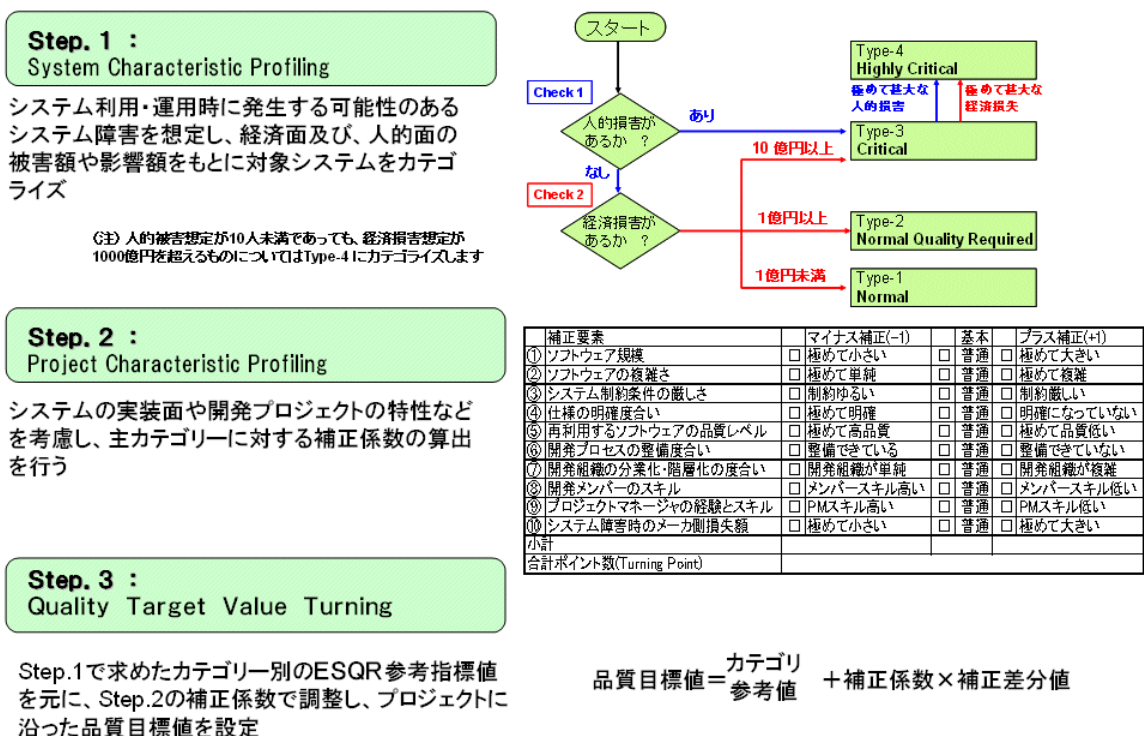 Step. 1 ：
System Characteristic Profiling
システム利用・運用時に発生する可能性のある
システム障害を想定し、経済面及び、人的面の
被害額や影響額をもとに対象システムをカテゴ
ライズ
(注) 人的被害想定が10人未満であっても、経済損害想定が
1000億円を超えるものについてはType-4にカテゴライズします
スタート
Check 1
人的損害が
あるか ？
あり
なし
Check 2
経済損害が
あるか ？
10 億円以上
1億円以上
1億円未満
Type-4
Highly Critical
極めて甚大な
人的損害
極めて甚大な
経済損失
Type-3
Critical
Type-2
Normal Quality Required
Type-1
Normal
Step. 2 ：
Project Characteristic Profiling
システムの実装面や開発プロジェクトの特性など
を考慮し、主カテゴリーに対する補正係数の算出
を行う
補正要素 マイナス補正(-1) 基本 プラス補正(+1)
① ソフトウェア規模 □ 極めて小さい □ 普通 □ 極めて大きい
② ソフトウェアの複雑さ □ 極めて単純 □ 普通 □ 極めて複雑
③ システム制約条件の厳しさ □ 制約ゆるい □ 普通 □ 制約厳しい
④ 仕様の明確度合い □ 極めて明確 □ 普通 □ 明確になっていない
⑤ 再利用するソフトウェアの品質レベル □ 極めて高品質 □ 普通 □ 極めて品質低い
⑥ 開発プロセスの整備度合い □ 整備できている □ 普通 □ 整備できていない
⑦ 開発組織の分業化・階層化の度合い □ 開発組織が単純 □ 普通 □ 開発組織が複雑
⑧ 開発メンバーのスキル □ メンバースキル高い □ 普通 □ メンバースキル低い
⑨ プロジェクトマネージャの経験とスキル □ PMスキル高い □ 普通 □ PMスキル低い
⑩ システム障害時のメーカ側損失額 □ 極めて小さい □ 普通 □ 極めて大きい
小計
合計ポイント数(Turning Point)
Step. 3 ：
Quality Target Value Turning
Step.1で求めたカテゴリー別のESQR参考指標値
を元に、Step.2の補正係数で調整し、プロジェクトに
沿った品質目標値を設定
品質目標値＝カテゴリ参考値 ＋補正係数×補正差分値